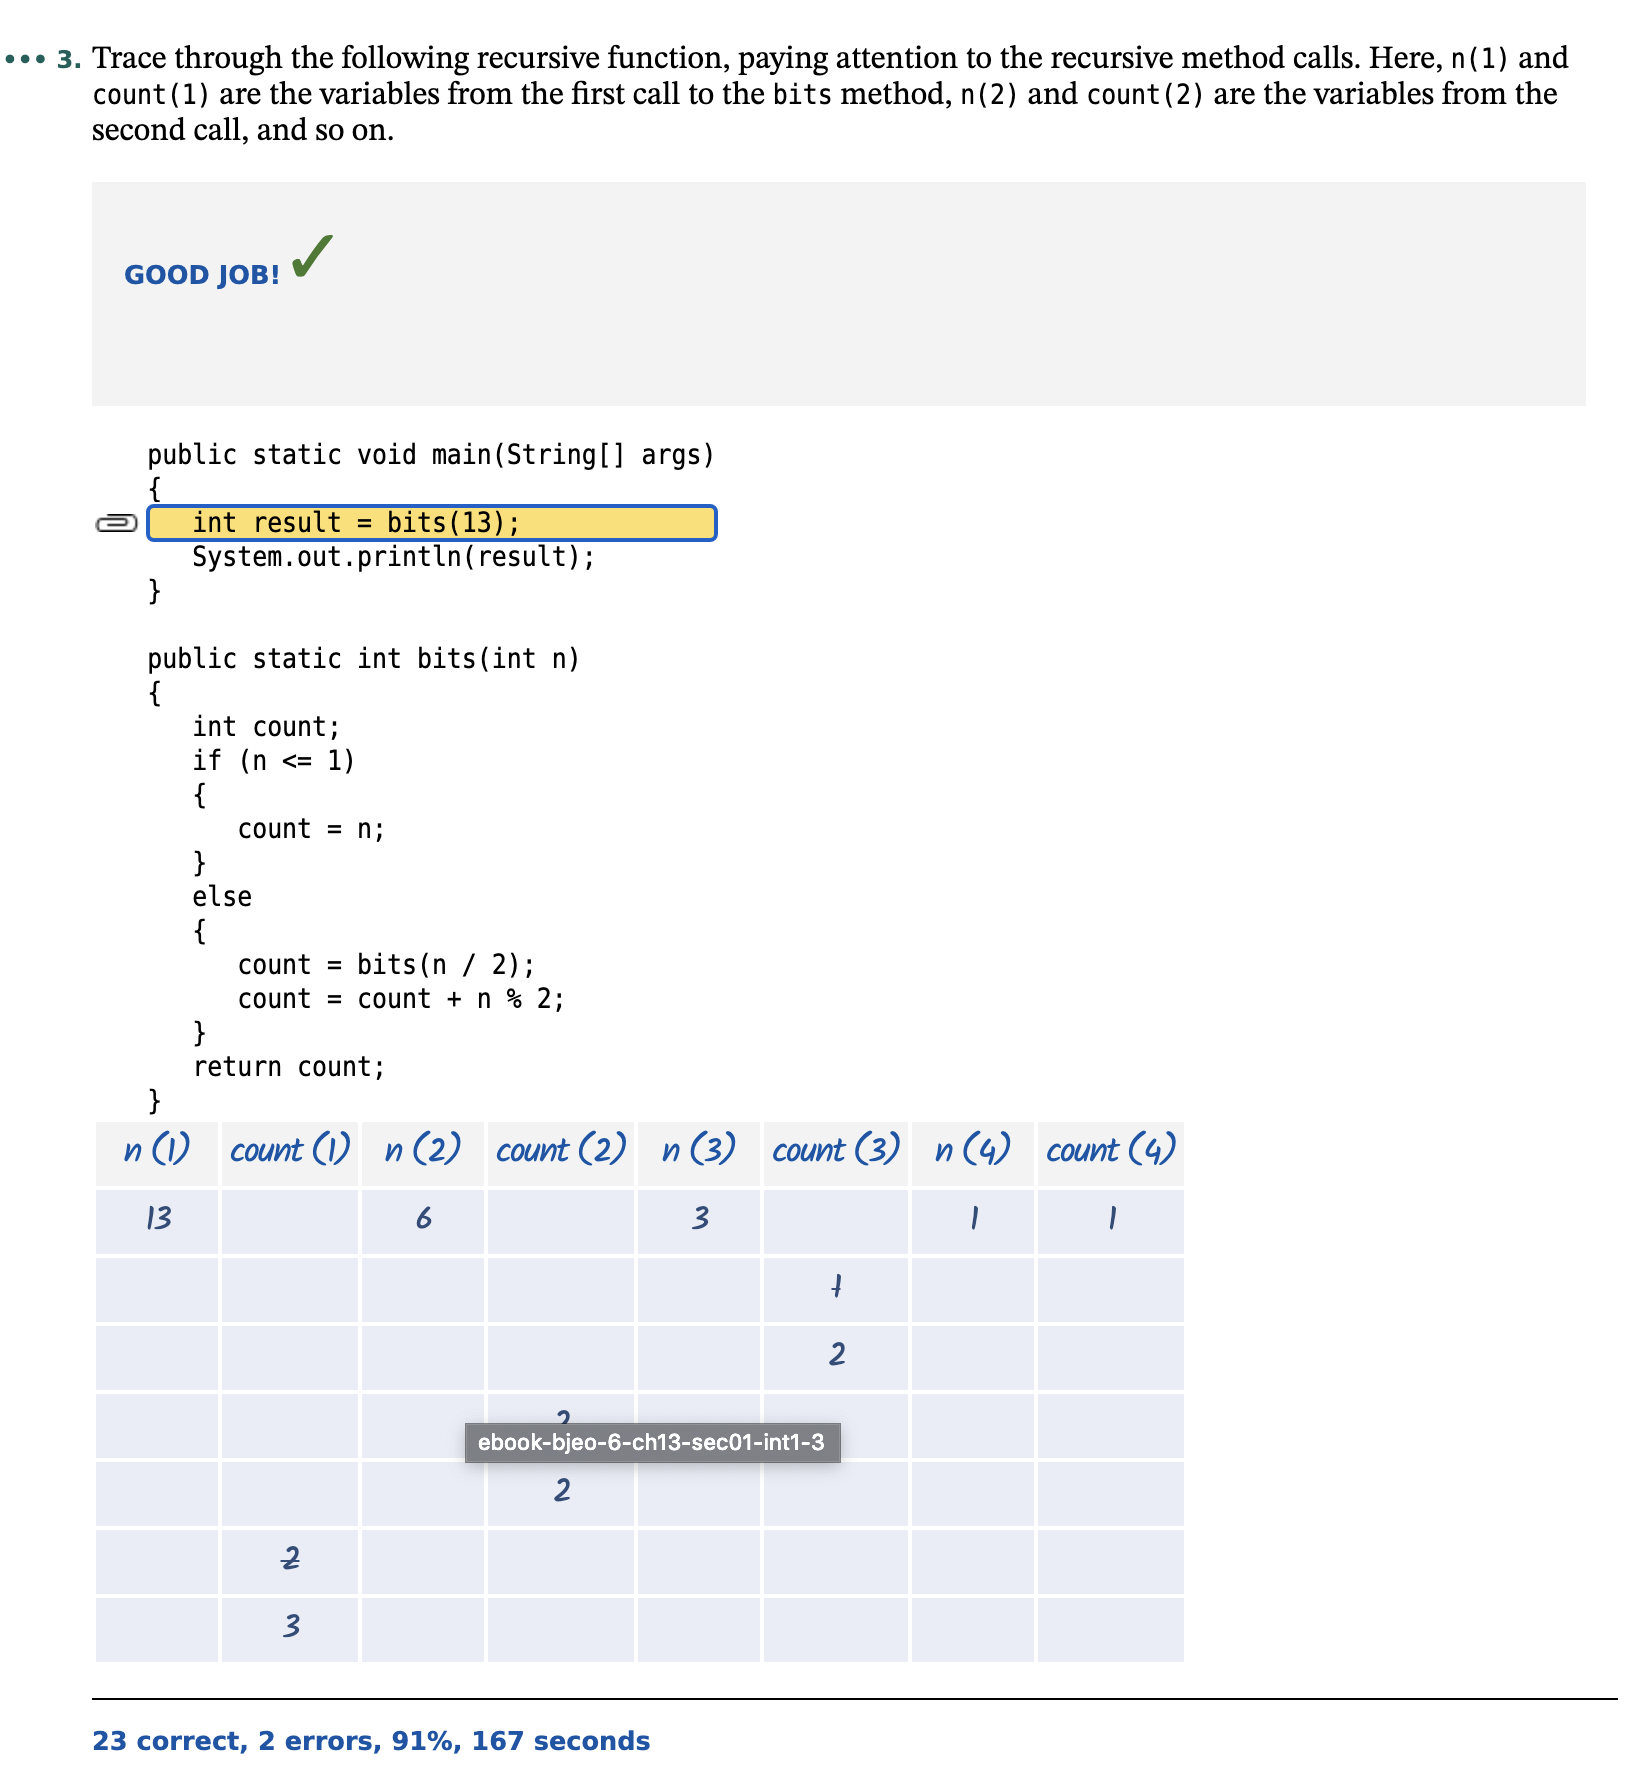 ••• 3. Trace through the following recursive function, paying attention to the recursive method calls. Here, n(1) and
count(1) are the variables from the first call to the bits method, n(2) and count(2) are the variables from the
second call, and so on.
GOOD JOB! ✓
public static void main(String[] args)
{
int result = bits(13);
System.out.println(result);
}
public static int bits(int n)
{
int count;
if (n <= 1)
{
count = n;
}
else
{
count = bits(n / 2);
count = count + n % 2;
}
return count;
}
n (1) count (1) n (2) count (2) n (3) count (3) n (4) count (4)
13 6 3 1 1
1
2
2
ebook-bjeo-6-ch13-sec01-int1-3
2
2
3
23 correct, 2 errors, 91%, 167 seconds